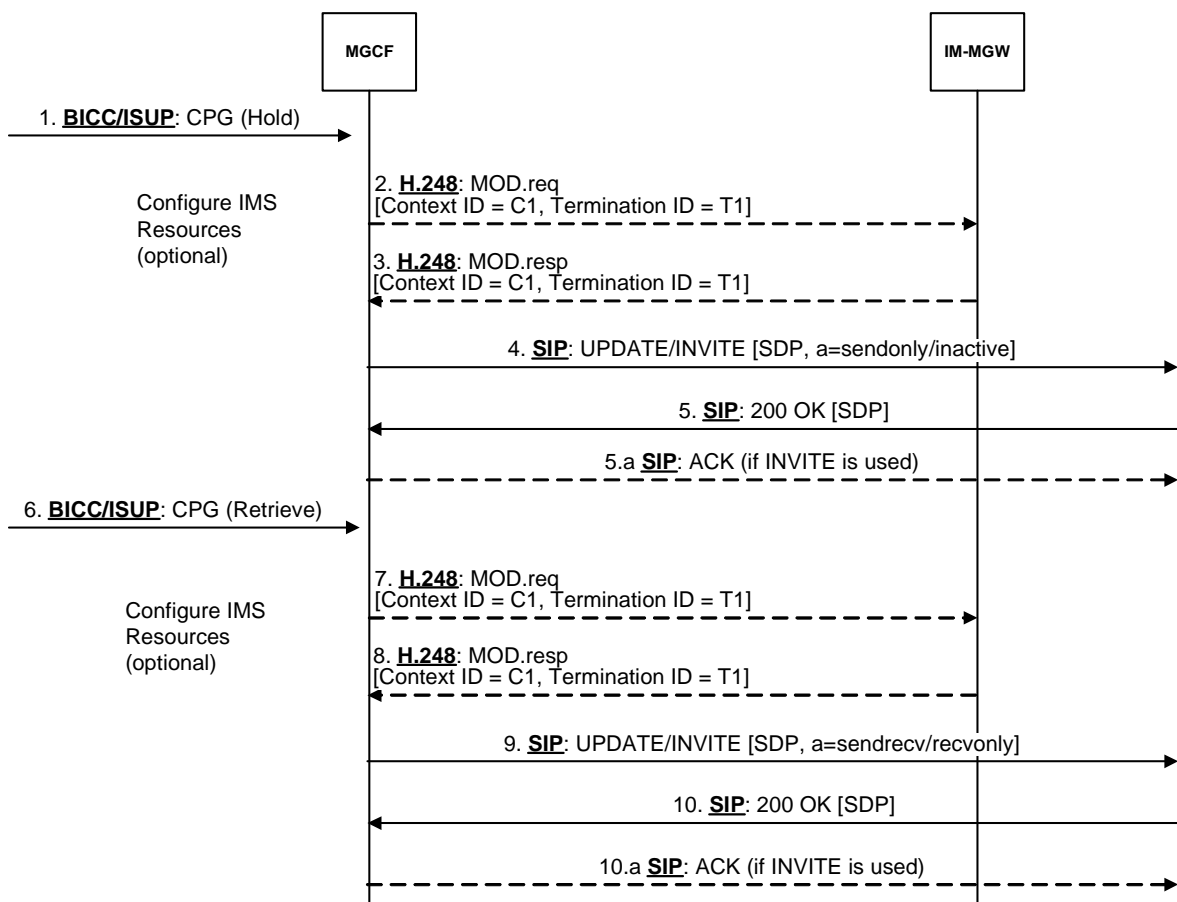 MGCF
IM-MGW
1. BICC/ISUP: CPG (Hold)
Configure IMS
Resources
(optional)
2. H.248: MOD.req
[Context ID = C1, Termination ID = T1]
3. H.248: MOD.resp
[Context ID = C1, Termination ID = T1]
4. SIP: UPDATE/INVITE [SDP, a=sendonly/inactive]
5. SIP: 200 OK [SDP]
5.a SIP: ACK (if INVITE is used)
6. BICC/ISUP: CPG (Retrieve)
Configure IMS
Resources
(optional)
7. H.248: MOD.req
[Context ID = C1, Termination ID = T1]
8. H.248: MOD.resp
[Context ID = C1, Termination ID = T1]
9. SIP: UPDATE/INVITE [SDP, a=sendrecv/recvonly]
10. SIP: 200 OK [SDP]
10.a SIP: ACK (if INVITE is used)